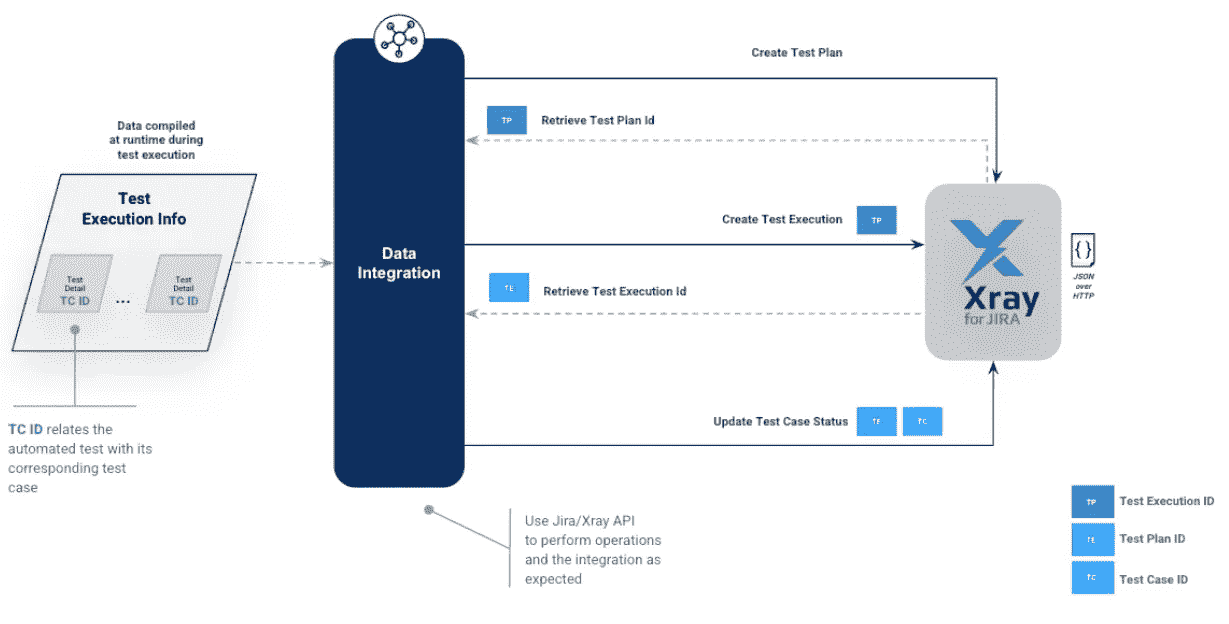 Create Test Plan
TP
Retrieve Test Plan Id
Data compiled
at runtime during
test execution
Test
Execution Info
Test
Detail
TC ID
...
Test
Detail
TC ID
Data
Integration
Create Test Execution
TP
TE
Retrieve Test Execution Id
Xray
for JIRA
{}
JSON
over
HTTP
TC ID relates the
automated test with its
corresponding test
case
Update Test Case Status
TE
TC
Use Jira/Xray API
to perform operations
and the integration as
expected
TP
Test Execution ID
TE
Test Plan ID
TC
Test Case ID